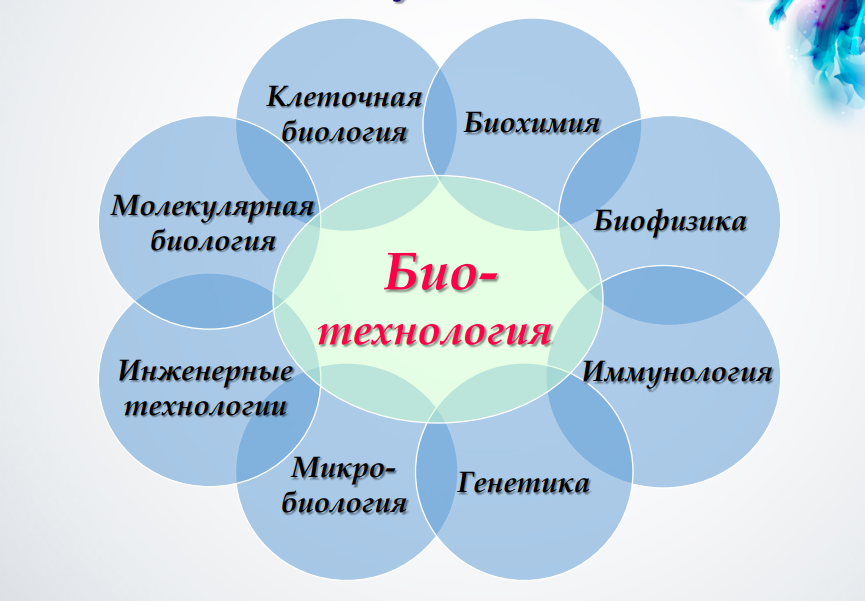 Клеточная
биология
Биохимия
Молекулярная
биология
Биофизика
Био-
технология
Инженерные
технологии
Иммунология
Микро-
биология
Генетика